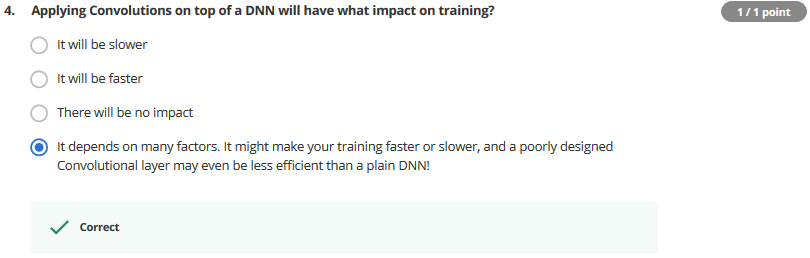 4. Applying Convolutions on top of a DNN will have what impact on training?
1 / 1 point
It will be slower
It will be faster
There will be no impact
It depends on many factors. It might make your training faster or slower, and a poorly designed
Convolutional layer may even be less efficient than a plain DNN!
Correct